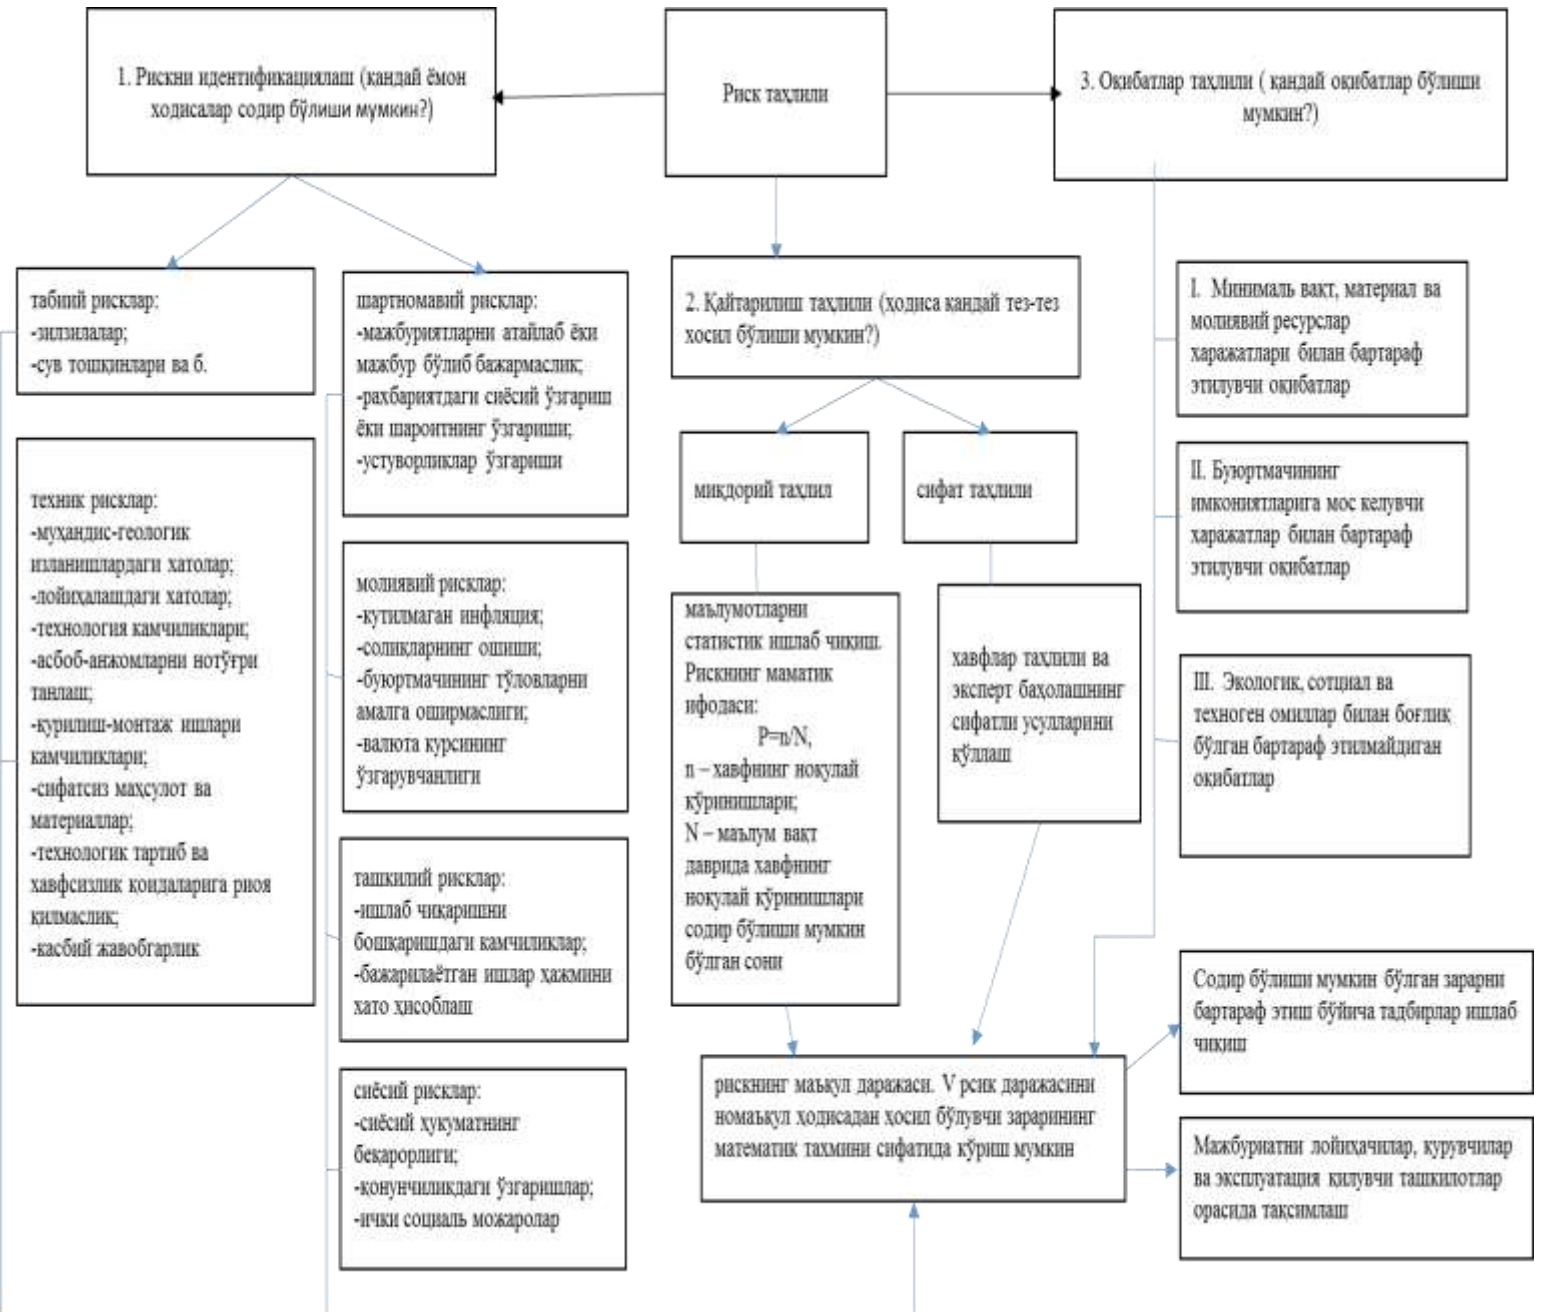 1. Рискни идентификациялаш (қандай ёмон
ходисалар содир бўлиши мумкин?)
Риск таҳлили
3. Оқибатлар таҳлили ( қандай оқибатлар бўлиши
мумкин?)
табиий рисклар:
-зилзилалар;
-сув тошқинлари ва б.
техник рисклар:
-муҳандис-геологик
изланишлардаги хатолар;
-лойиҳалашдаги хатолар;
-технология камчиликлари;
-асбоб-анжомларни нотўғри
танлаш;
-қурилиш-монтаж ишлари
камчиликлари;
-сифатсиз маҳсулот ва
материаллар;
-технологик тартиб ва
хавфсизлик қоидаларига риоя
қилмаслик;
-касбий жавобгарлик
шартномавий рисклар:
-мажбуриятларни атайлаб ёки
мажбур бўлиб бажармаслик;
-рахбариятдаги сиёсий ўзгариш
ёки шароитнинг ўзгариши;
-устуворликлар ўзгариши
молиявий рисклар:
-кутилмаган инфляция;
-солиқларнинг ошиши;
-буюртмачининг тўловларни
амалга оширмаслиги;
-валюта курсининг
ўзгарувчанлиги
ташкилий рисклар:
-ишлаб чиқаришни
бошқаришдаги камчиликлар;
-бажарилаётган ишлар ҳажмини
хато ҳисоблаш
сиёсий рисклар:
-сиёсий ҳукуматнинг
беқарорлиги;
-қонунчиликдаги ўзгаришлар;
-ички социаль можаролар
2. Қайтарилиш таҳлили (ҳодиса қандай тез-тез
хосил бўлиши мумкин?)
миқдорий таҳлил
сифат таҳлили
маълумотларни
статистик ишлаб чиқиш.
Рискнинг маматик
ифодаси:
P=n/N,
n – хавфнинг ноқулай
кўринишлари;
N – маълум вақт
даврида хавфнинг
ноқулай кўринишлари
содир бўлиши мумкин
бўлган сони
хавфлар таҳлили ва
эксперт баҳолашнинг
сифатли усулларини
қўллаш
I. Минималь вақт, материал ва
молиявий ресурслар
харажатлари билан бартараф
этилувчи оқибатлар
II. Буюртмачининг
имкониятларига мос келувчи
харажатлар билан бартараф
этилувчи оқибатлар
III. Экологик, сотциал ва
техноген омиллар билан боғлиқ
бўлган бартараф этилмайдиган
оқибатлар
рискнинг маъқул даражаси. V рсик даражасини
номаъқул ҳодисадан ҳосил бўлувчи зарарининг
математик тахмини сифатида кўриш мумкин
Содир бўлиши мумкин бўлган зарарни
бартараф этиш бўйича тадбирлар ишлаб
чиқиш
Мажбуриатни лойиҳачилар, қурувчилар
ва эксплуатация қилувчи ташкилотлар
орасида тақсимлаш